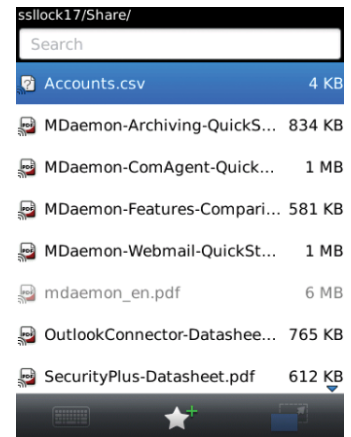 ssllock17/Share/
Search
Accounts.csv 4 KB
MDaemon-Archiving-QuickS... 834 KB
MDaemon-ComAgent-Quick... 1 MB
MDaemon-Features-Compari... 581 KB
MDaemon-Webmail-QuickSt... 1 MB
mdaemon_en.pdf 6 MB
OutlookConnector-Datashee... 765 KB
SecurityPlus-Datasheet.pdf 612 KB